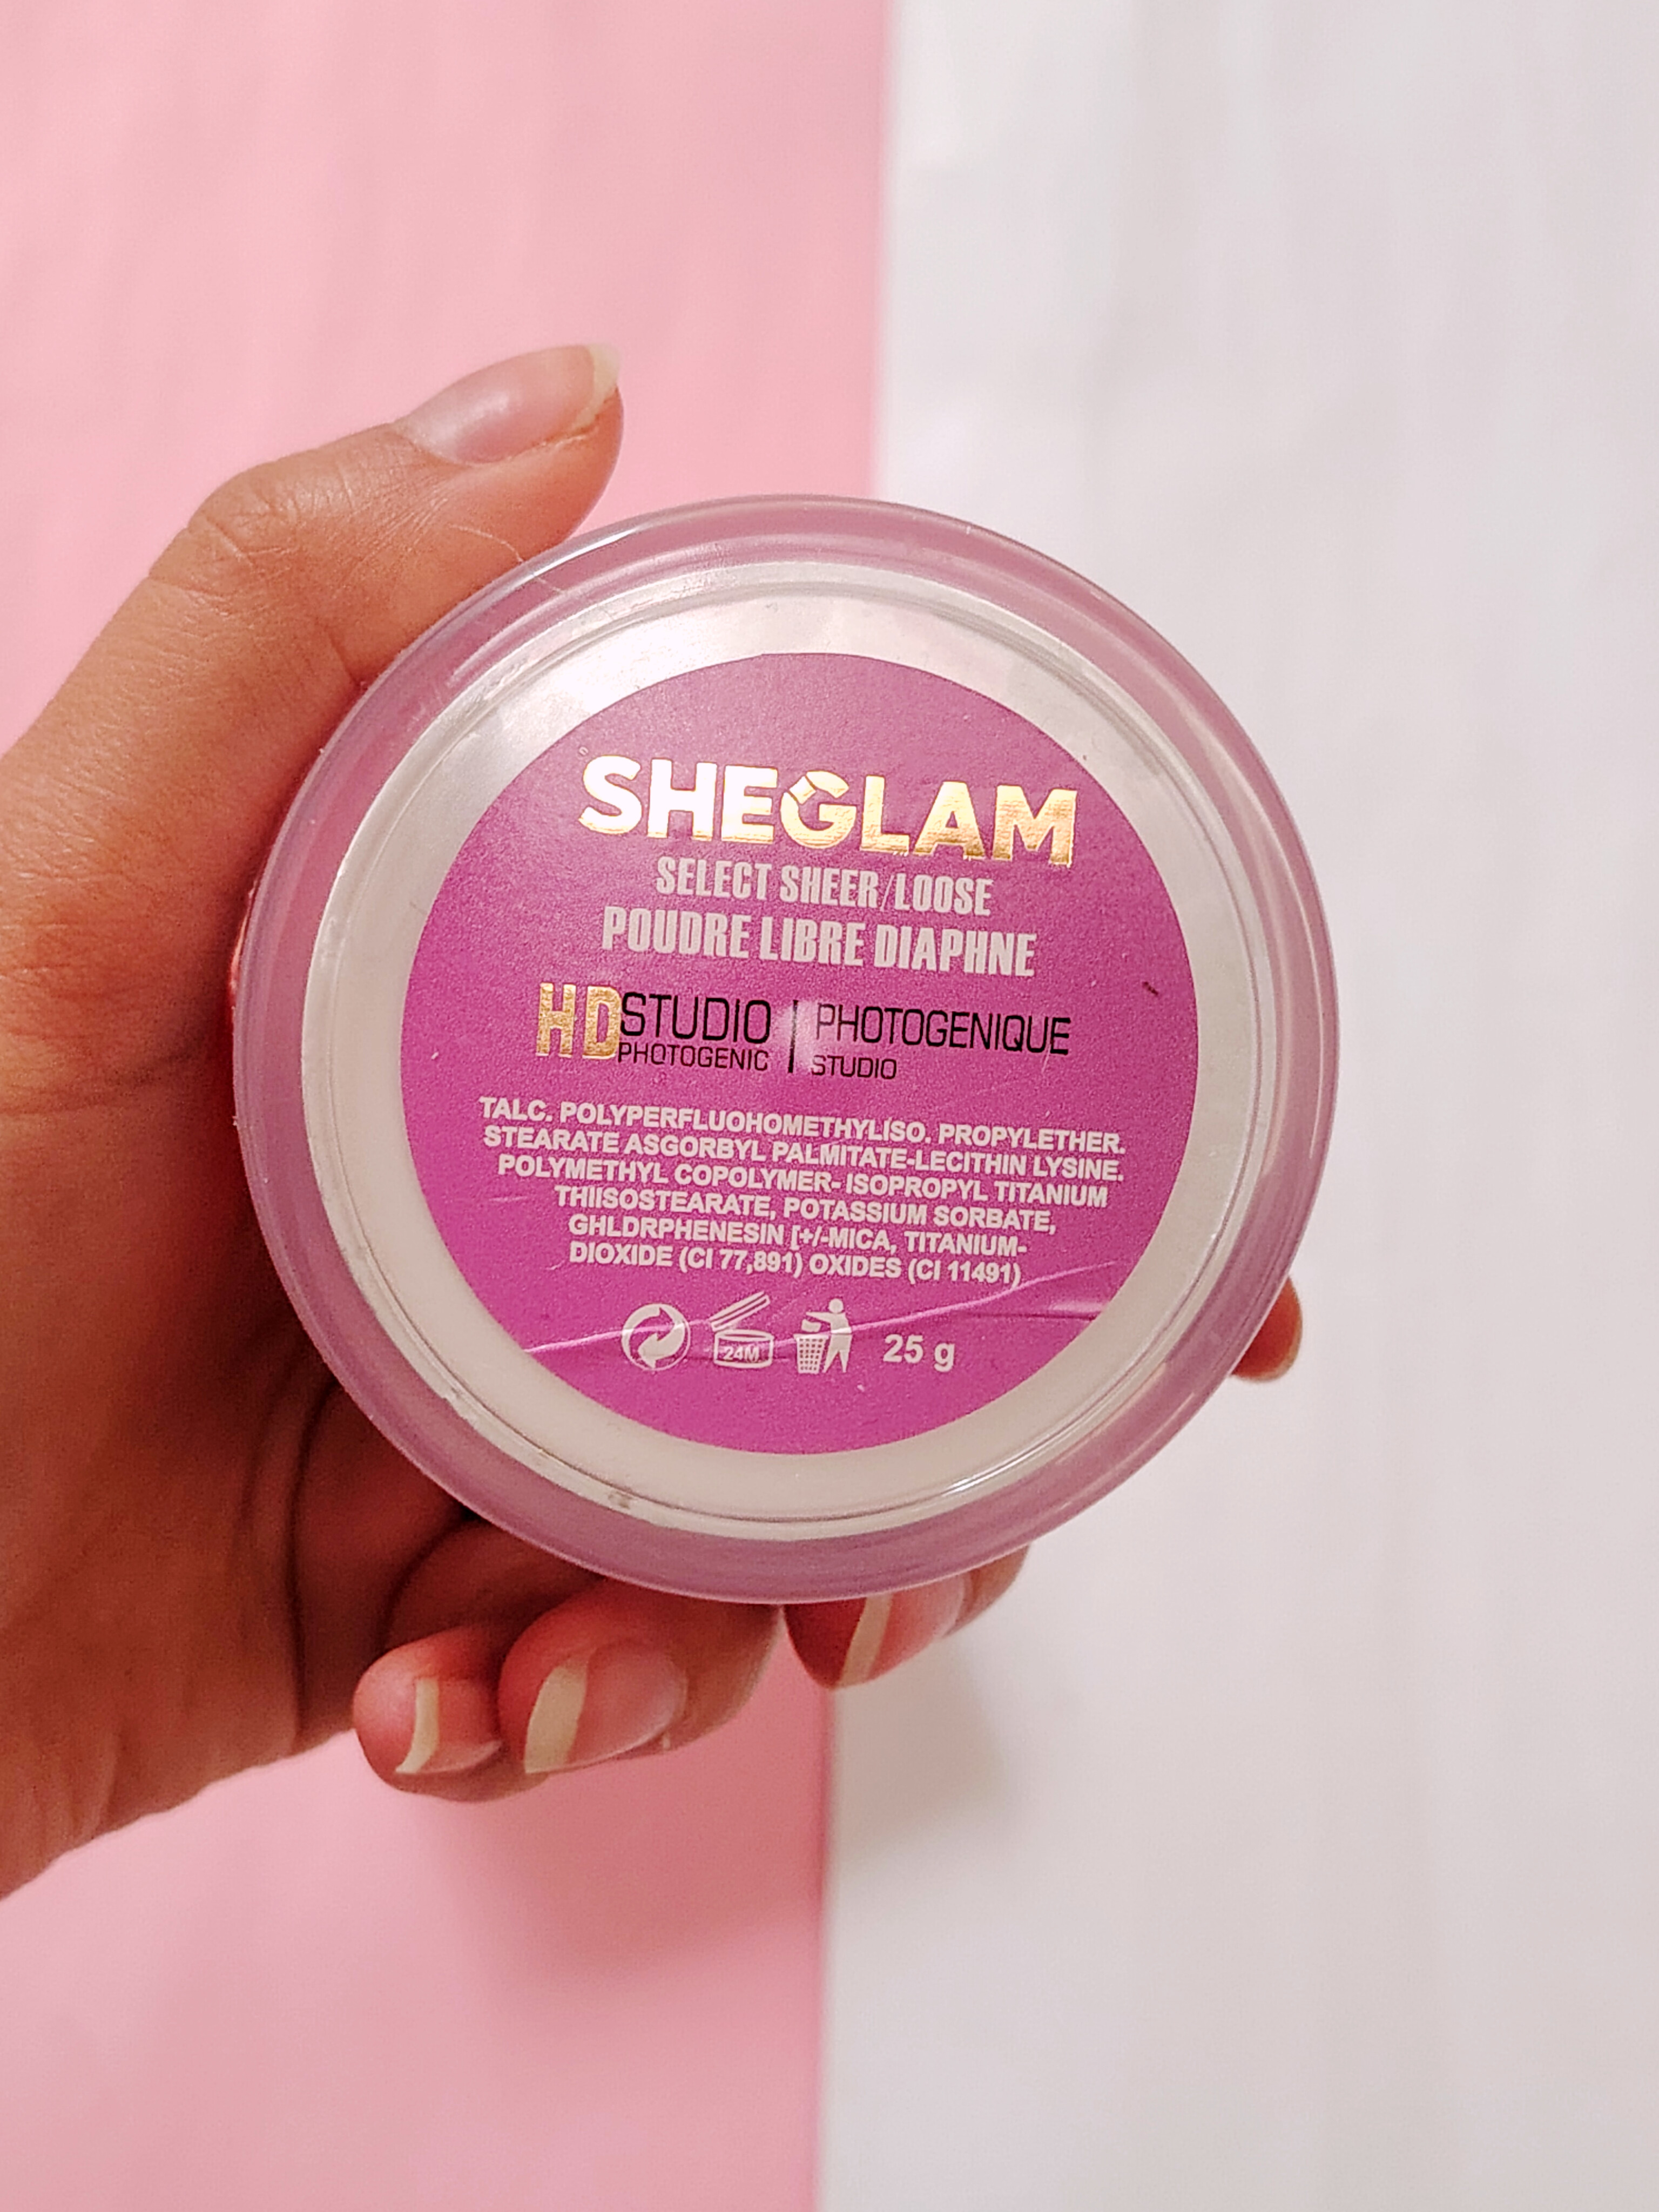 SHEGLAM
SELECT SHEER/LOOSE
POUDRE LIBRE DIAPHNE
HD STUDIO PHOTOGENIC | PHOTOGENIQUE STUDIO
TALC. POLYPERFLUOHOMETHYLISO. PROPYLETHER.
STEARATE ASGORBYL PALMITATE-LECITHIN LYSINE.
POLYMETHYL COPOLYMER- ISOPROPYL TITANIUM
THIISOSTEARATE, POTASSIUM SORBATE,
GHLDRPHENESIN [+/-MICA, TITANIUM-
DIOXIDE (CI 77,891) OXIDES (CI 11491)
24M 25 g